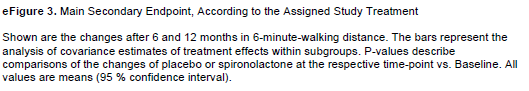 eFigure 3. Main Secondary Endpoint, According to the Assigned Study Treatment
Shown are the changes after 6 and 12 months in 6-minute-walking distance. The bars represent the
analysis of covariance estimates of treatment effects within subgroups. P-values describe
comparisons of the changes of placebo or spironolactone at the respective time-point vs. Baseline. All
values are means (95 % confidence interval).